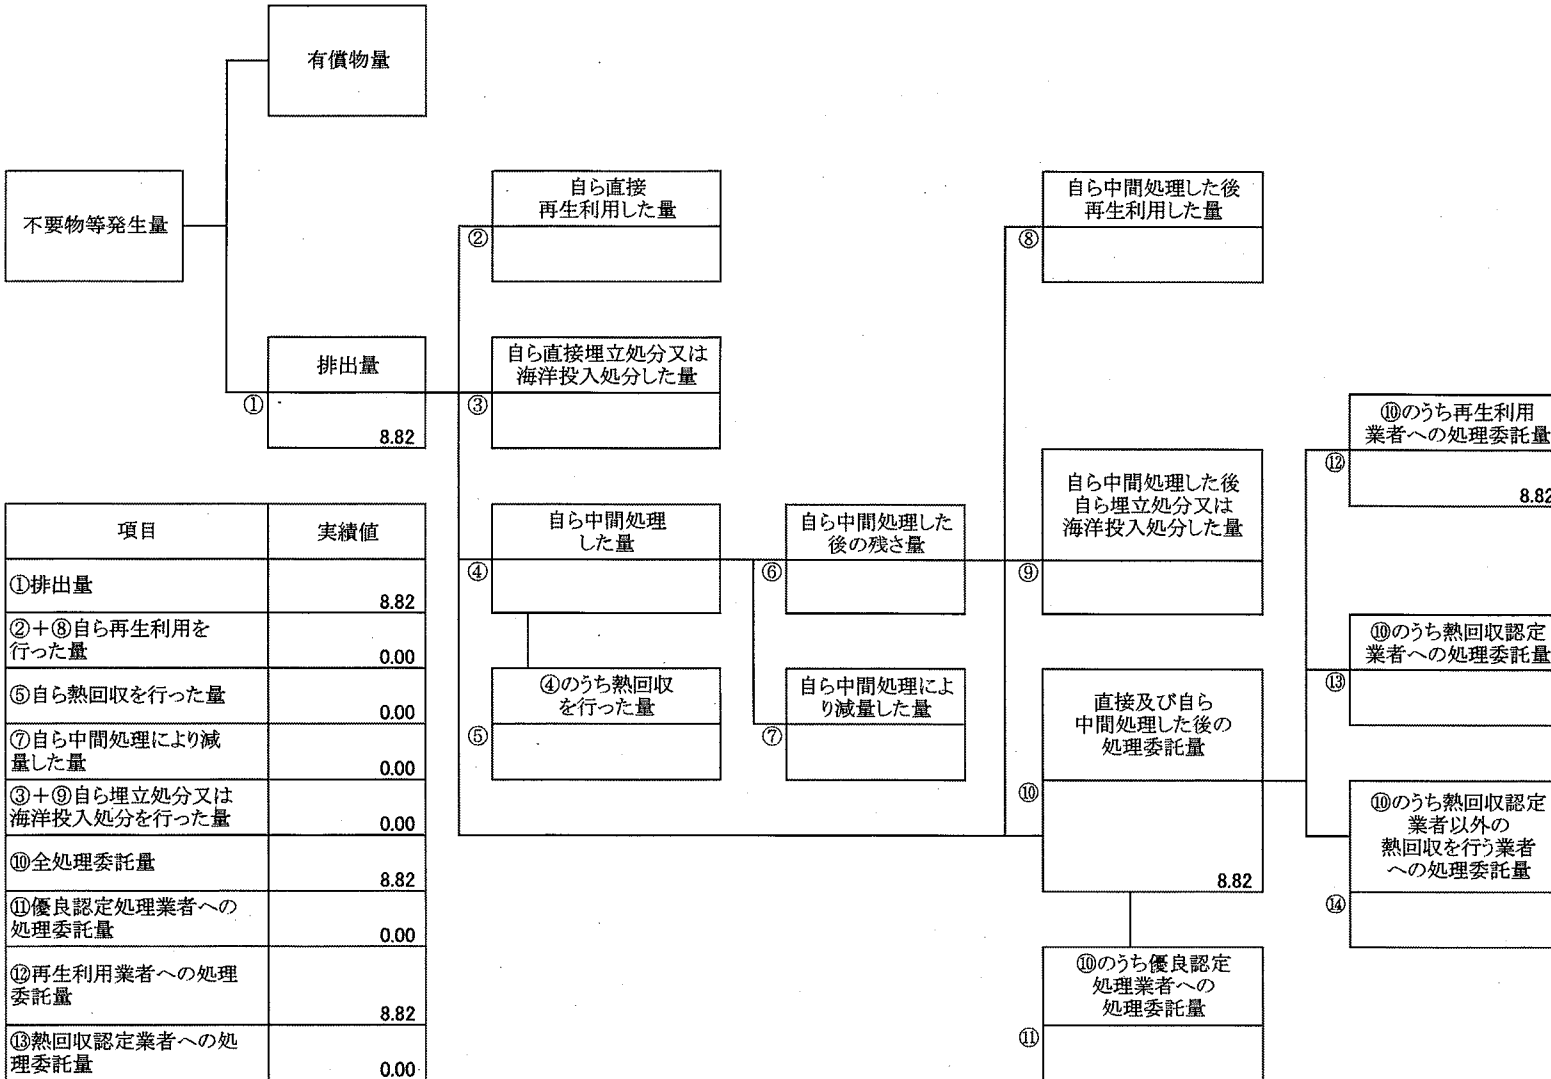 有償物量
不要物等発生量
自ら直接
再生利用した量
②
自ら中間処理した後
再生利用した量
⑧
排出量
①
8.82
自ら直接埋立処分又は
海洋投入処分した量
③
⑩のうち再生利用
業者への処理委託量
⑫
8.82
自ら中間処理
した量
④
自ら中間処理した
後の残さ量
⑥
自ら中間処理した後
自ら埋立処分又は
海洋投入処分した量
⑨
⑩のうち熱回収認定
業者への処理委託量
⑬
④のうち熱回収
を行った量
⑤
自ら中間処理によ
り減量した量
⑦
直接及び自ら
中間処理した後の
処理委託量
⑩
8.82
⑩のうち熱回収認定
業者以外の
熱回収を行う業者
への処理委託量
⑭
⑩のうち優良認定
処理業者への
処理委託量
⑪
項目 実績値
①排出量
8.82
②+⑧自ら再生利用を
行った量 0.00
⑤自ら熱回収を行った量
0.00
⑦自ら中間処理により減
量した量 0.00
③+⑨自ら埋立処分又は
海洋投入処分を行った量 0.00
⑩全処理委託量
8.82
⑪優良認定処理業者への
処理委託量 0.00
⑫再生利用業者への処理
委託量
8.82
⑬熱回収認定業者への処
理委託量 0.00